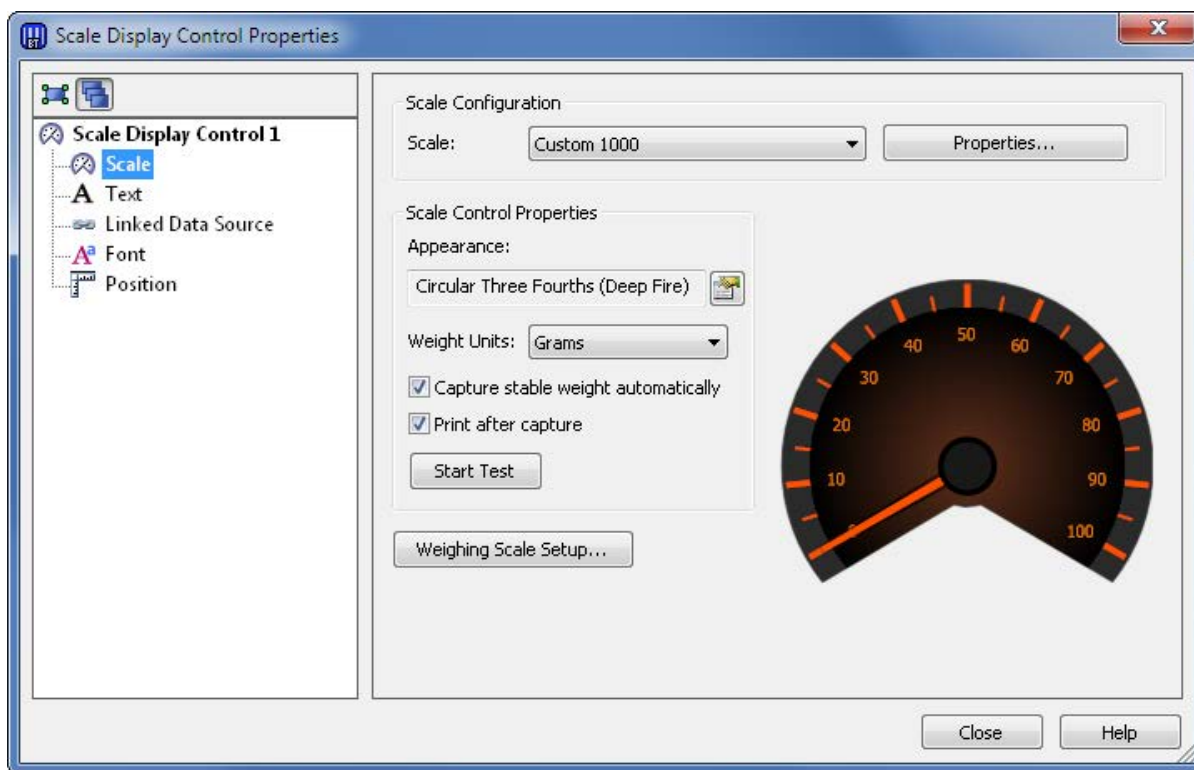 BT Scale Display Control Properties
Scale Display Control 1
Scale
A Text
Linked Data Source
Aa Font
Position
Scale Configuration
Scale: Custom 1000 Properties...
Scale Control Properties
Appearance:
Circular Three Fourths (Deep Fire)
Weight Units: Grams
Capture stable weight automatically
Print after capture
Start Test
Weighing Scale Setup...
0 10 20 30 40 50 60 70 80 90 100
Close Help